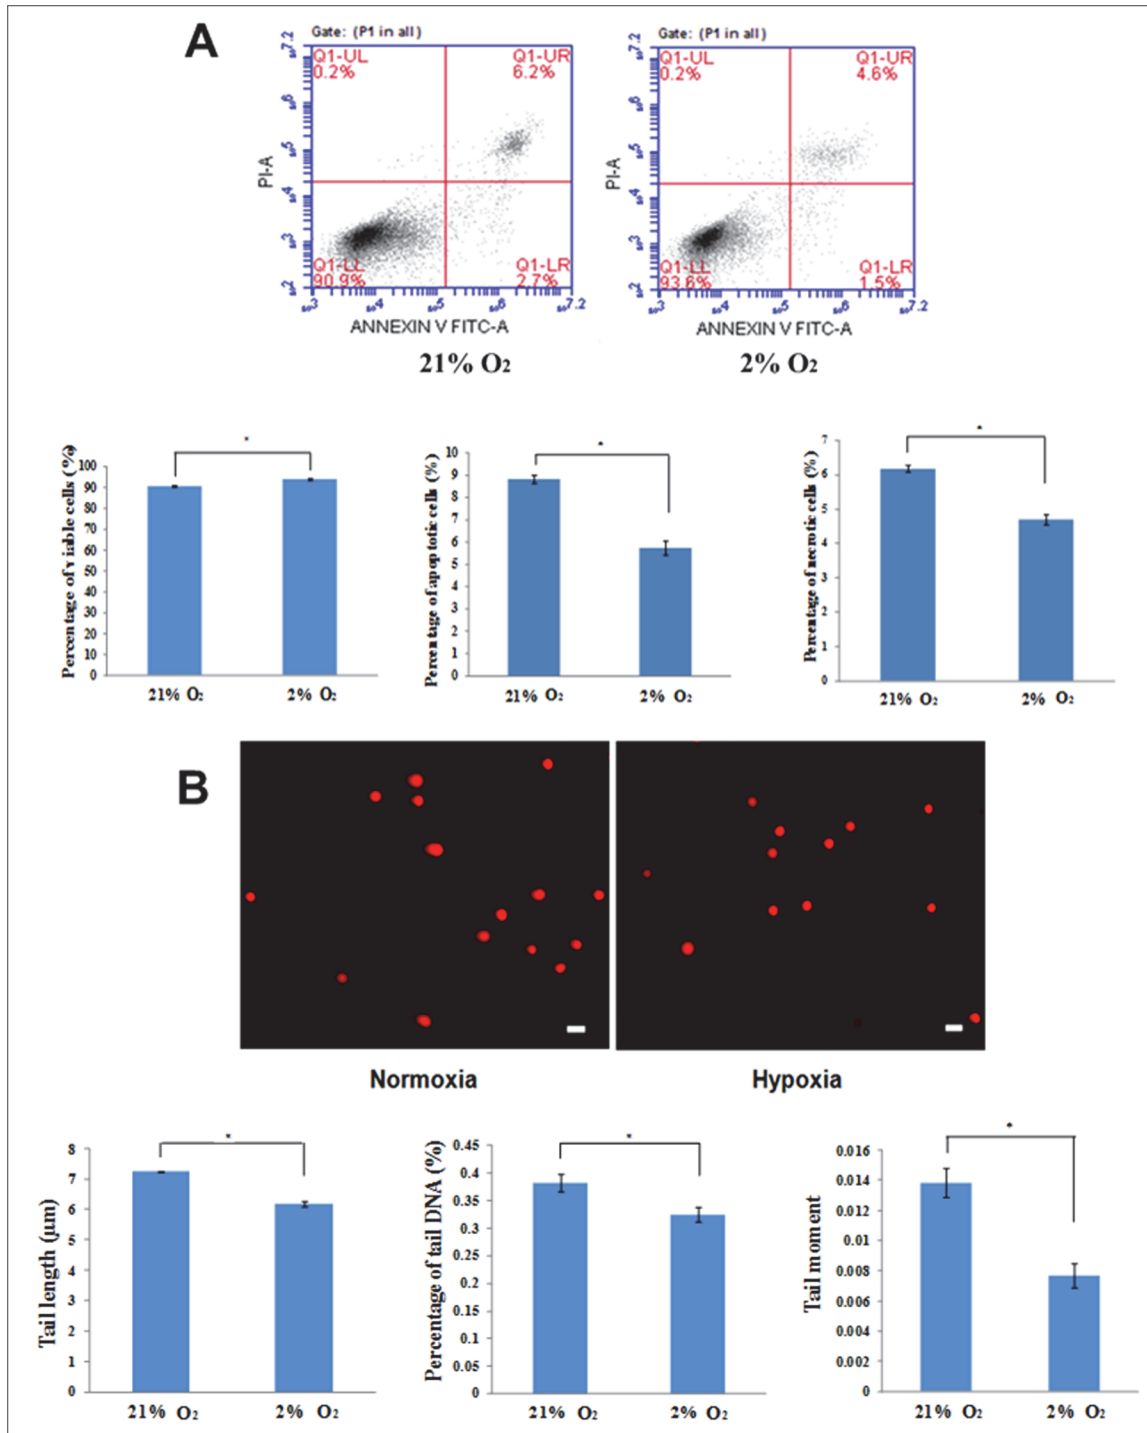 A
Gate: (P1 in all)
Q1-UL
0.2%
Q1-UR
6.2%
Q1-LL
90.9%
Q1-LR
2.7%
PI-A
ANNEXIN V FITC-A
21% O2
Gate: (P1 in all)
Q1-UL
0.2%
Q1-UR
4.6%
Q1-LL
93.6%
Q1-LR
1.5%
PI-A
ANNEXIN V FITC-A
2% O2
Percentage of viable cells (%)
100
90
80
70
60
50
40
30
20
10
0
*
21% O2
2% O2
Percentage of apoptotic cells (%)
10
9
8
7
6
5
4
3
2
1
0
*
21% O2
2% O2
Percentage of necrotic cells (%)
7
6
5
4
3
2
1
0
*
21% O2
2% O2
B
Normoxia
Hypoxia
Tail length (µm)
8
7
6
5
4
3
2
1
0
*
21% O2
2% O2
Percentage of tail DNA (%)
0.45
0.4
0.35
0.3
0.25
0.2
0.15
0.1
0.05
0
*
21% O2
2% O2
Tail moment
0.016
0.014
0.012
0.01
0.008
0.006
0.004
0.002
0
*
21% O2
2% O2